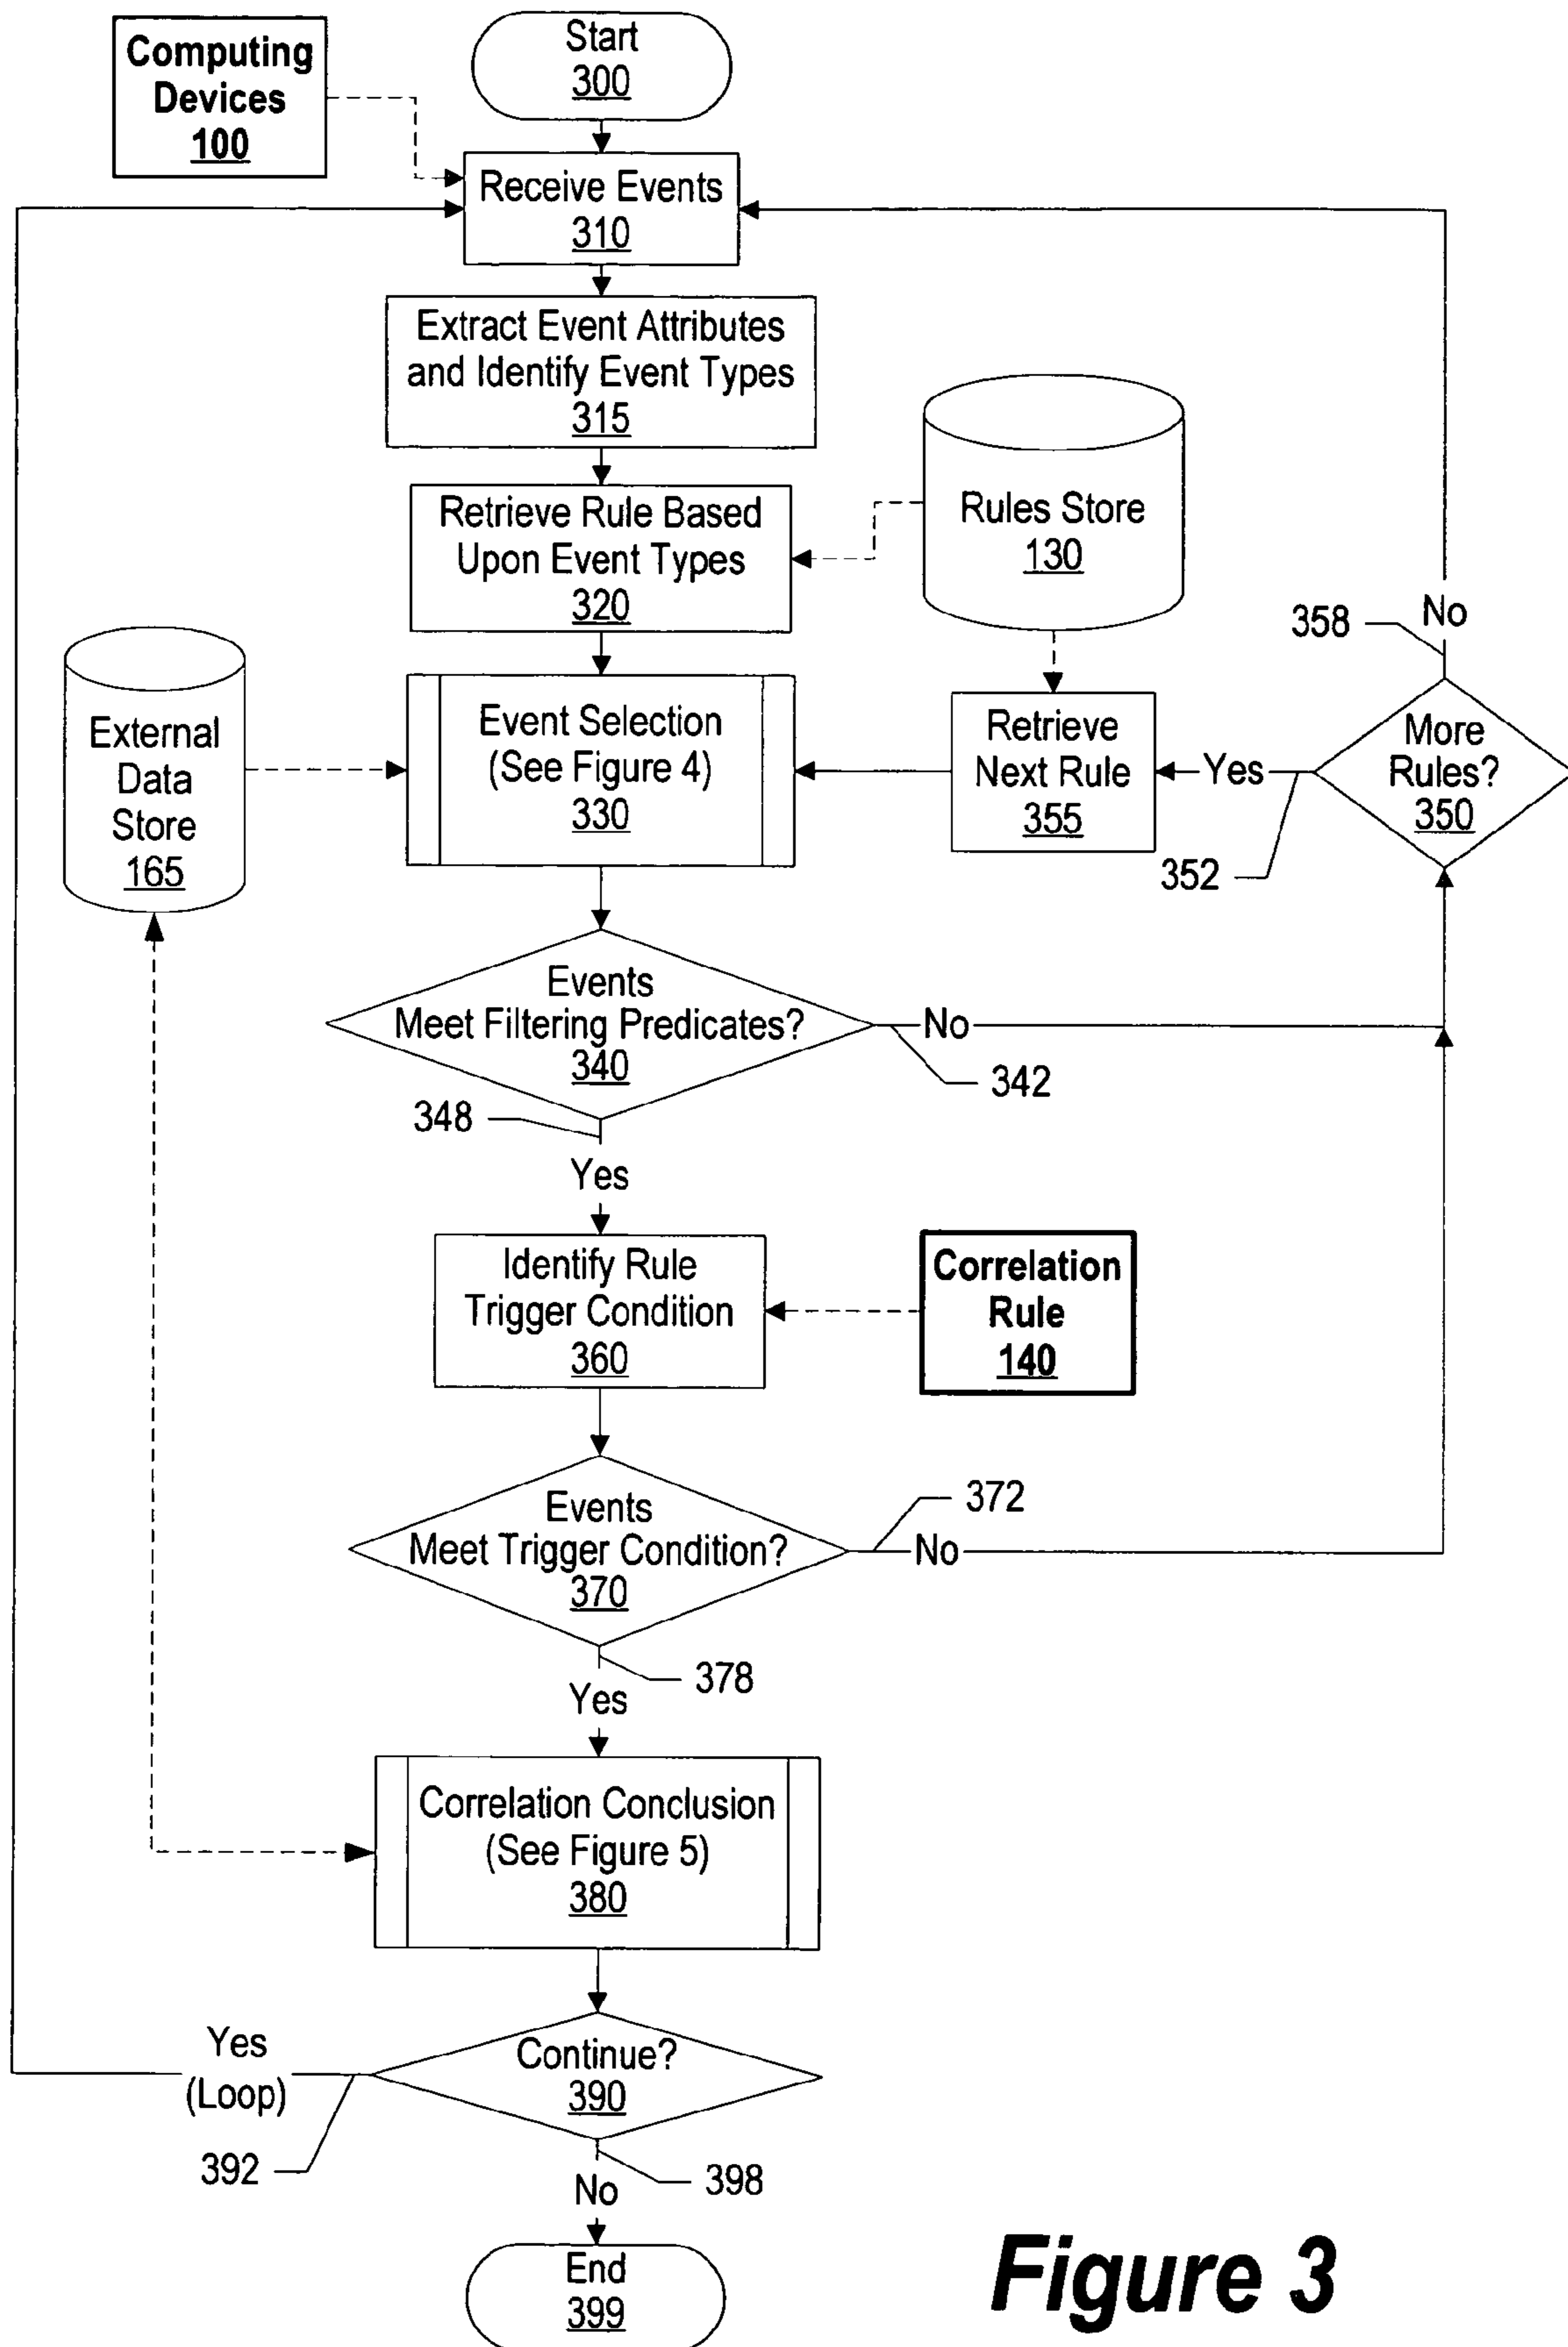 Computing
Devices
100
Start
300
Receive Events
310
Extract Event Attributes
and Identify Event Types
315
Rules Store
130
Retrieve Rule Based
Upon Event Types
320
358
No
External
Data
Store
165
Event Selection
(See Figure 4)
330
Retrieve
Next Rule
355
Yes
352
More
Rules?
350
Events
Meet Filtering Predicates?
340
No
342
348
Yes
Identify Rule
Trigger Condition
360
Correlation
Rule
140
Events
Meet Trigger Condition?
370
372
No
378
Yes
Correlation Conclusion
(See Figure 5)
380
Continue?
390
Yes
(Loop)
392
398
No
End
399
Figure 3